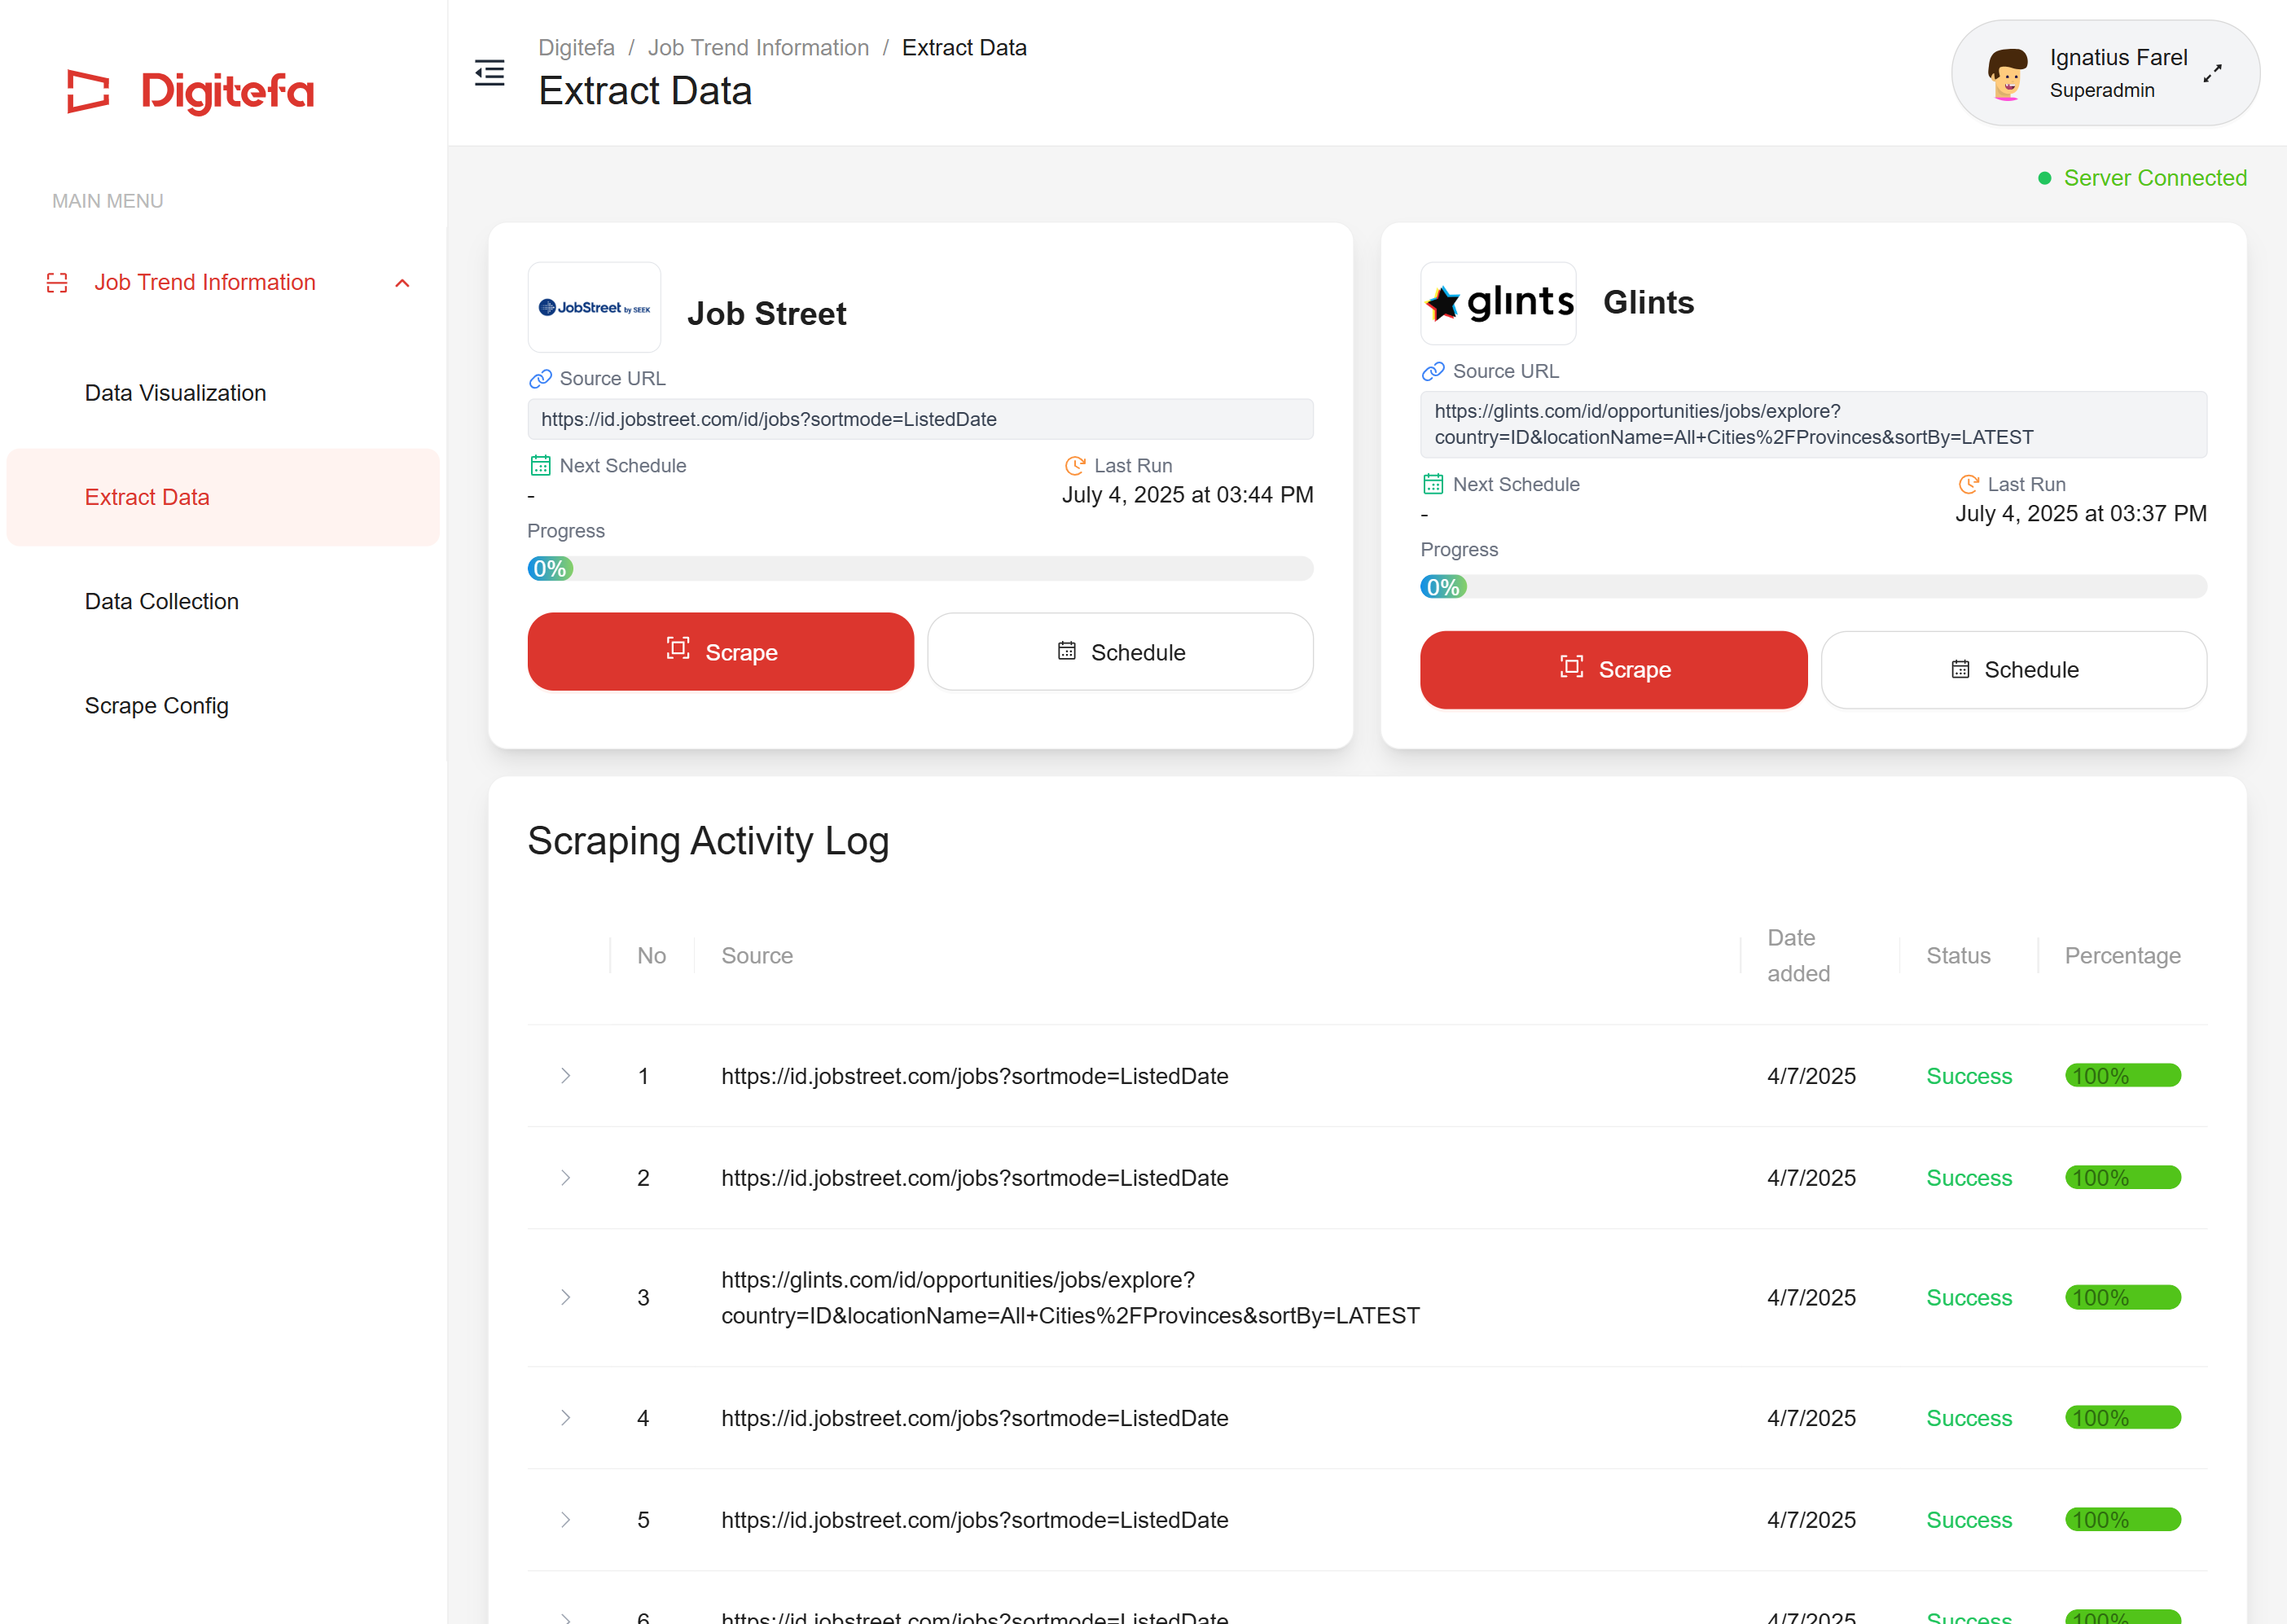 Digitefa
MAIN MENU
Job Trend Information
Data Visualization
Extract Data
Data Collection
Scrape Config
Digitefa / Job Trend Information / Extract Data
Extract Data
Ignatius Farel
Superadmin
Server Connected
JobStreet by SEEK
Job Street
Source URL
https://id.jobstreet.com/id/jobs?sortmode=ListedDate
Next Schedule
-
Last Run
July 4, 2025 at 03:44 PM
Progress
0%
Scrape
Schedule
glints
Glints
Source URL
https://glints.com/id/opportunities/jobs/explore?
country=ID&locationName=All+Cities%2FProvinces&sortBy=LATEST
Next Schedule
-
Last Run
July 4, 2025 at 03:37 PM
Progress
0%
Scrape
Schedule
Scraping Activity Log
No Source Date added Status Percentage
1 https://id.jobstreet.com/jobs?sortmode=ListedDate 4/7/2025 Success 100%
2 https://id.jobstreet.com/jobs?sortmode=ListedDate 4/7/2025 Success 100%
3 https://glints.com/id/opportunities/jobs/explore?
country=ID&locationName=All+Cities%2FProvinces&sortBy=LATEST 4/7/2025 Success 100%
4 https://id.jobstreet.com/jobs?sortmode=ListedDate 4/7/2025 Success 100%
5 https://id.jobstreet.com/jobs?sortmode=ListedDate 4/7/2025 Success 100%
6 https://id.jobstreet.com/jobs?sortmode=ListedDate 4/7/2025 Success 100%